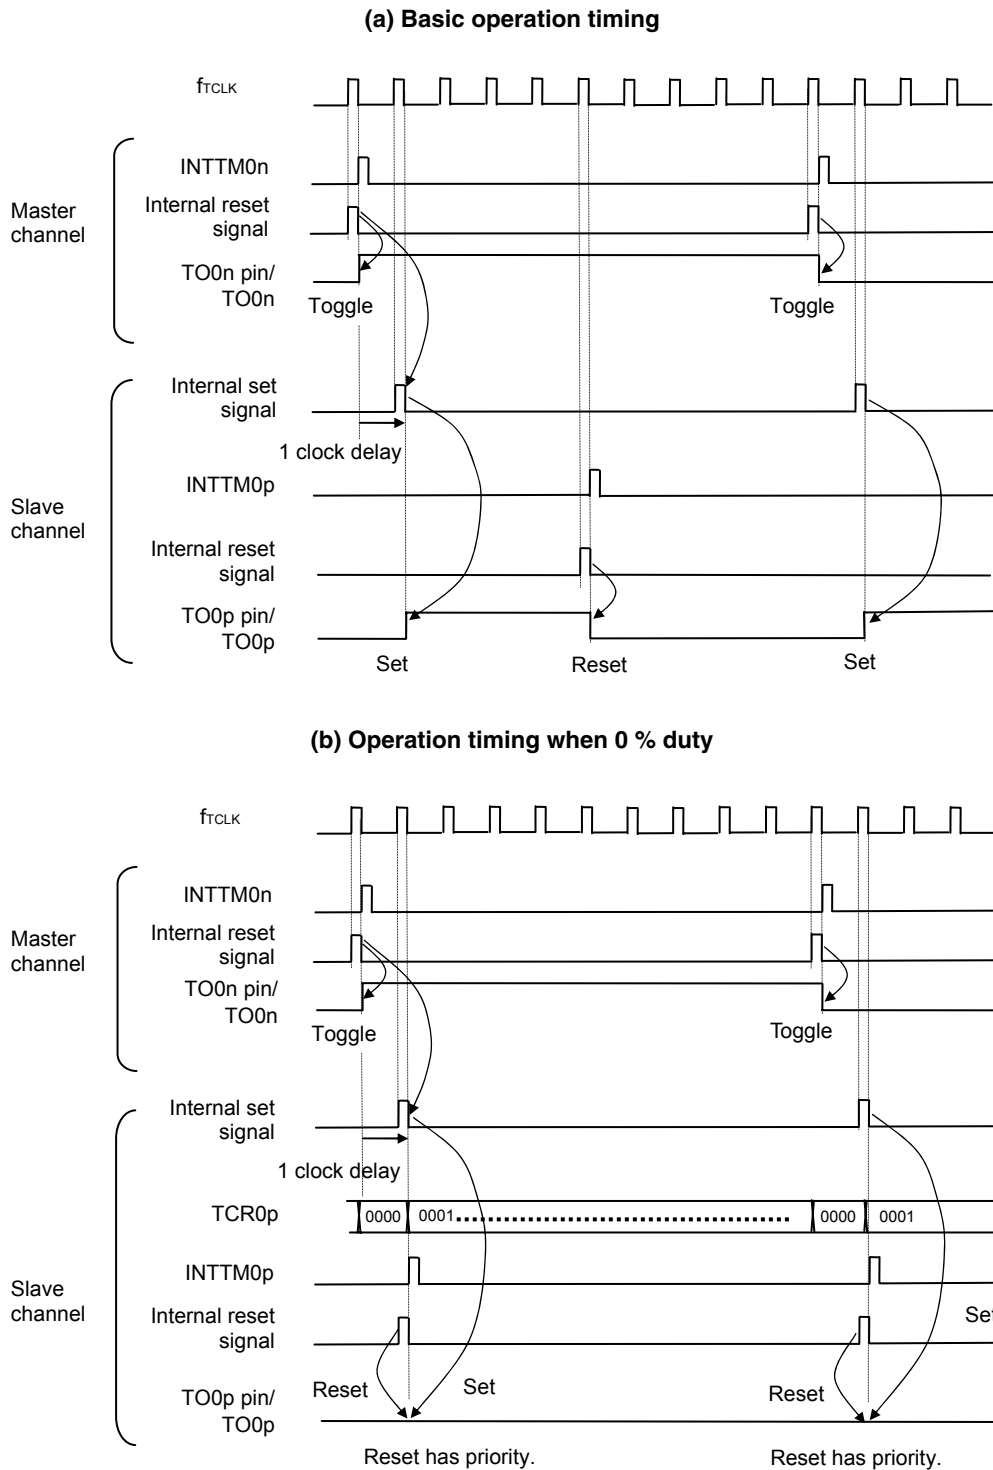 (a) Basic operation timing
fTCLK
INTTM0n
Master
channel
Internal reset
signal
TO0n pin/
TO0n
Toggle
Toggle
Internal set
signal
1 clock delay
INTTM0p
Slave
channel
Internal reset
signal
TO0p pin/
TO0p
Set
Reset
Set
(b) Operation timing when 0 % duty
fTCLK
INTTM0n
Master
channel
Internal reset
signal
TO0n pin/
TO0n
Toggle
Toggle
Internal set
signal
1 clock delay
TCR0p
0000
0001
0000
0001
INTTM0p
Slave
channel
Internal reset
signal
Set
Reset
Set
Reset
TO0p pin/
TO0p
Reset has priority.
Reset has priority.